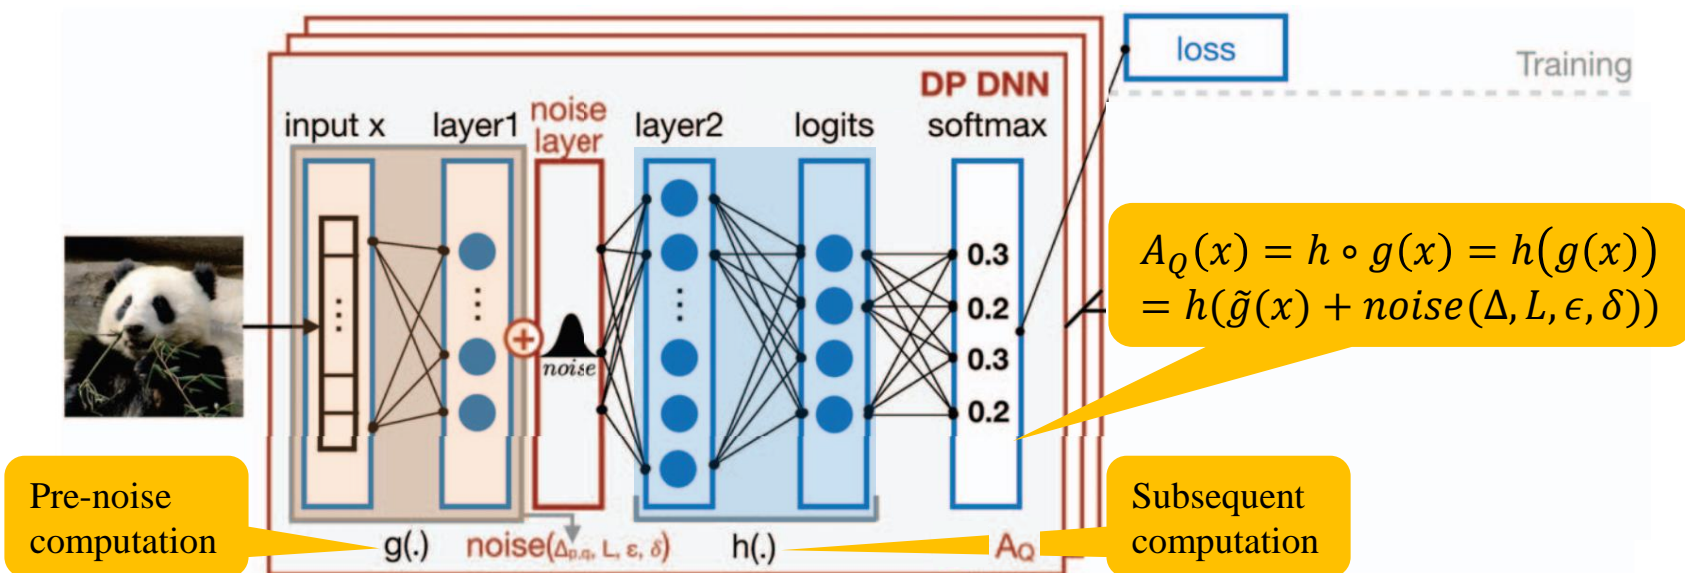 loss
Training
DP DNN
input x
layer1
noise
layer
layer2
logits
softmax
⋮
⋮
⋮
noise
0.3
0.2
0.3
0.2
A_Q(x) = h ∘ g(x) = h(g(x))
= h(g̃(x) + noise(Δ, L, ϵ, δ))
Pre-noise
computation
g(.)
noise(Δp,q, L, ε, δ)
h(.)
A_Q
Subsequent
computation